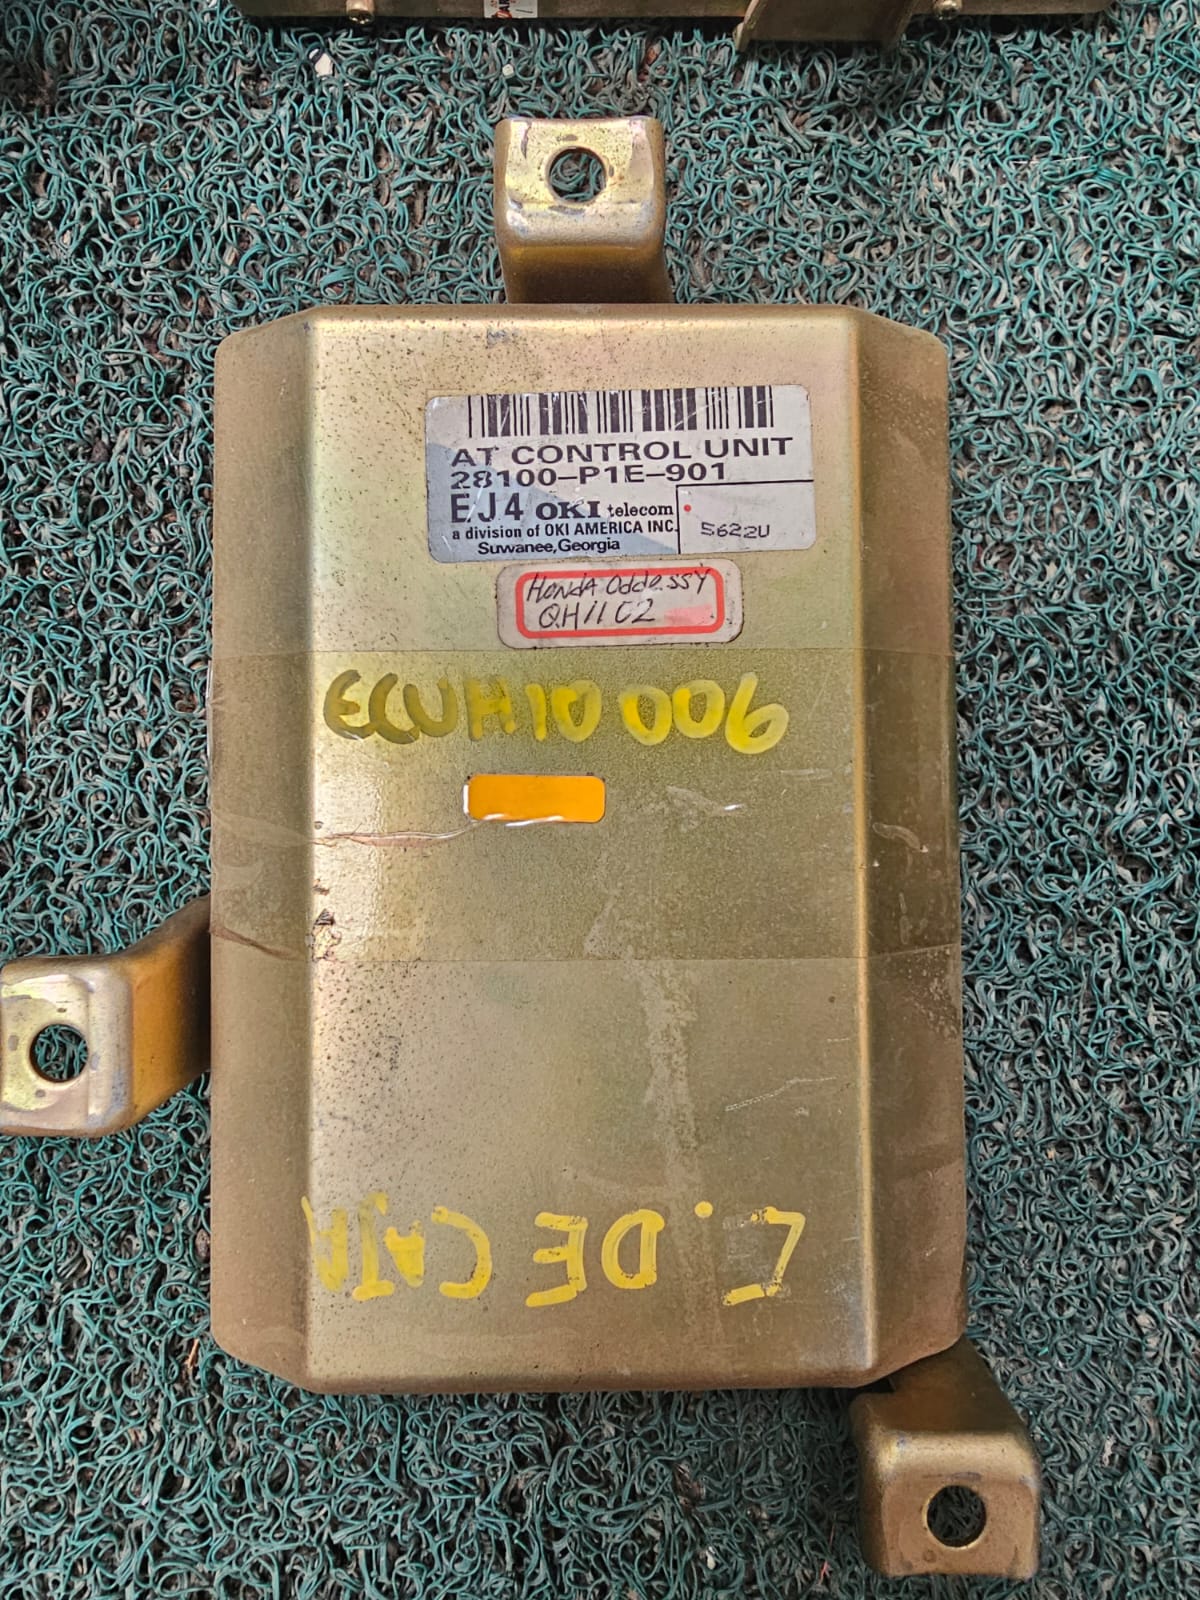 AT CONTROL UNIT
28100-P1E-901
EJ4 OKI telecom
a division of OKI AMERICA INC.
Suwanee, Georgia
5622U
HONdA Oddessy
QH11C2
ECUH10006
C. DE CAJA